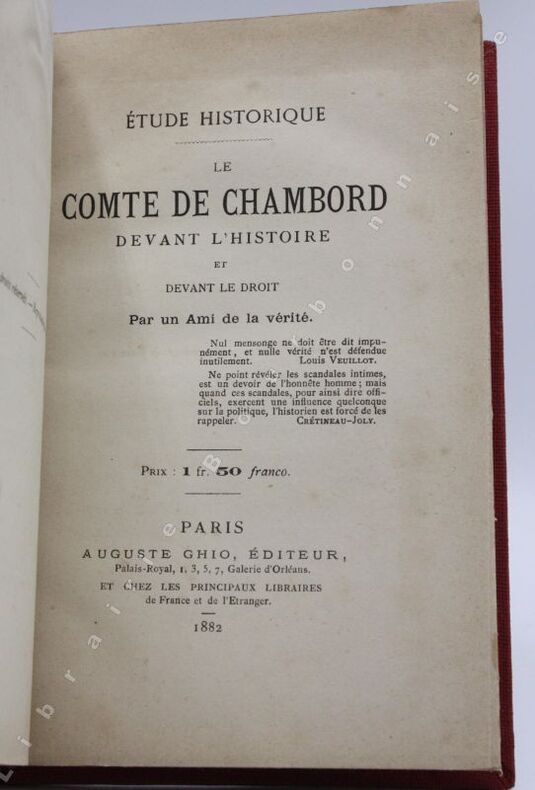 ÉTUDE HISTORIQUE
LE
COMTE DE CHAMBORD
DEVANT L'HISTOIRE
ET
DEVANT LE DROIT
Par un Ami de la vérité.
Nul mensonge ne doit être dit impu-
nément, et nulle vérité n'est défendue
inutilement. Louis VEUILLOT.
Ne point révéler les scandales intimes,
est un devoir de l'honnête homme; mais
quand ces scandales, pour ainsi dire offi-
ciels, exercent une influence quelconque
sur la politique, l'historien est forcé de les
rappeler. CRÉTINEAU-JOLY.
PRIX : 1 fr. 50 franco.
PARIS
AUGUSTE GHIO, ÉDITEUR,
Palais-Royal, 1, 3, 5, 7, Galerie d'Orléans.
ET CHEZ LES PRINCIPAUX LIBRAIRES
de France et de l'Etranger.
1882
Librairie Bonnaise